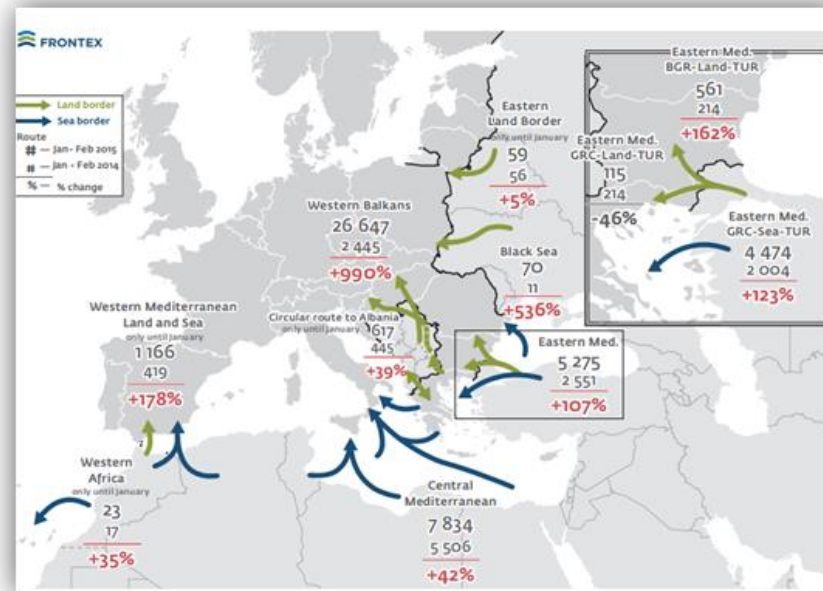 FRONTEX
Land border
Sea border
Route
# — Jan- Feb 2015
# — Jan - Feb 2014
% — % change
Eastern
Land Border
only until January
59
56
+5%
Western Balkans
26 647
2 445
+990%
Black Sea
70
11
+536%
Western Mediterranean
Land and Sea
only until January
1 166
419
+178%
Circular route to Albania
only until January
617
445
+39%
Eastern Med.
5 275
2 551
+107%
Western
Africa
only until January
23
17
+35%
Central
Mediterranean
7 834
5 506
+42%
Eastern Med.
BGR-Land-TUR
561
214
+162%
Eastern Med.
GRC-Land-TUR
115
214
-46%
Eastern Med.
GRC-Sea-TUR
4 474
2 004
+123%